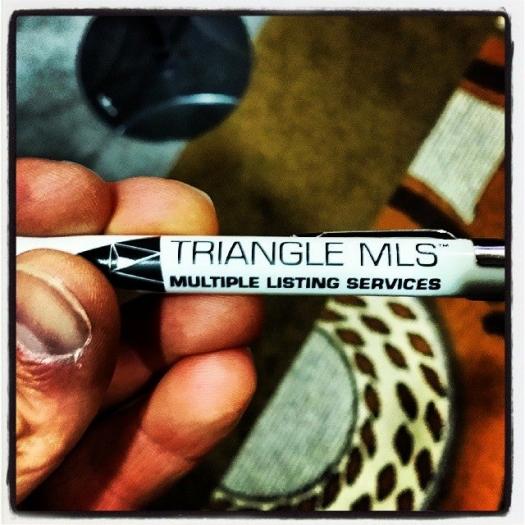 TRIANGLE MLS™
MULTIPLE LISTING SERVICES